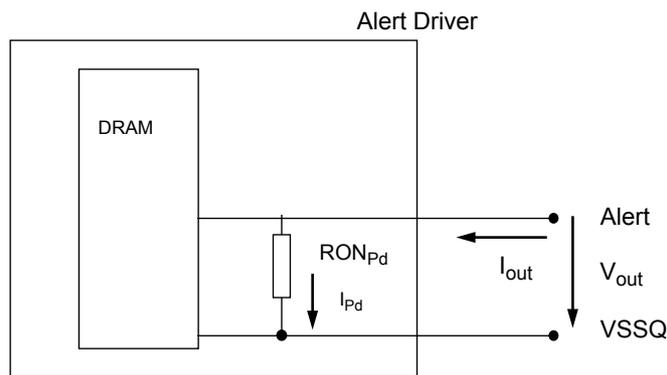 Alert Driver
DRAM
Alert
RONPd
Iout
Vout
IPd
VSSQ